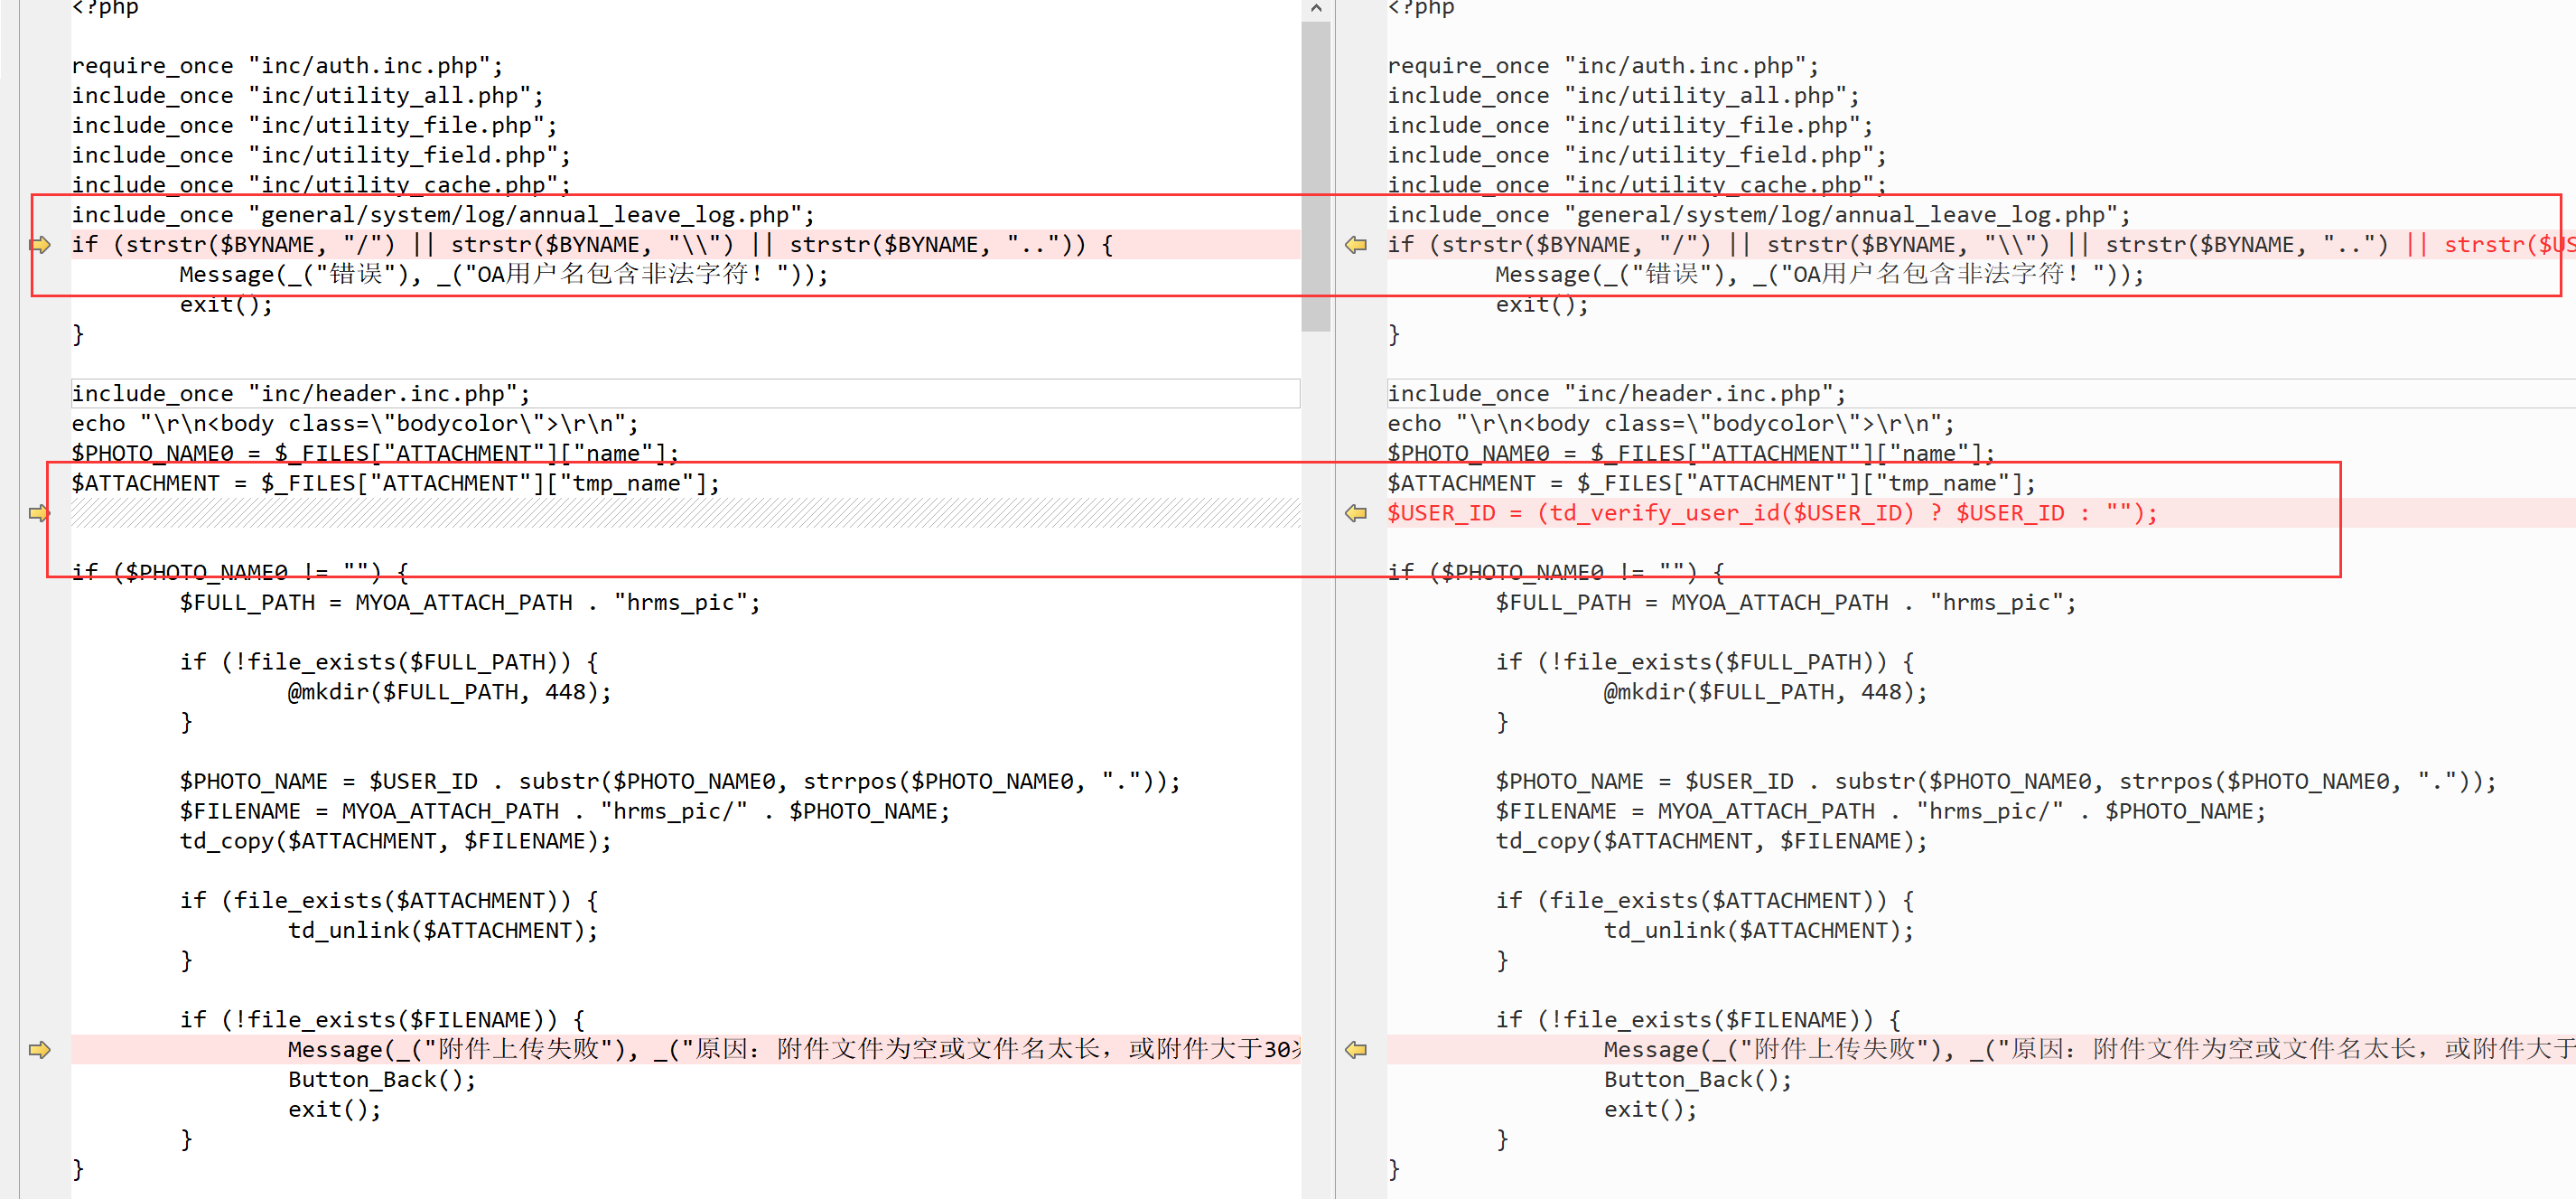 <?php
require_once "inc/auth.inc.php";
include_once "inc/utility_all.php";
include_once "inc/utility_file.php";
include_once "inc/utility_field.php";
include_once "inc/utility_cache.php";
include_once "general/system/log/annual_leave_log.php";
if (strstr($BYNAME, "/") || strstr($BYNAME, "\\") || strstr($BYNAME, "..")) {
Message(_("错误"), _("OA用户名包含非法字符！"));
exit();
}
include_once "inc/header.inc.php";
echo "\r\n<body class=\"bodycolor\">\r\n";
$PHOTO_NAME0 = $_FILES["ATTACHMENT"]["name"];
$ATTACHMENT = $_FILES["ATTACHMENT"]["tmp_name"];
if ($PHOTO_NAME0 != "") {
$FULL_PATH = MYOA_ATTACH_PATH . "hrms_pic";
if (!file_exists($FULL_PATH)) {
@mkdir($FULL_PATH, 448);
}
$PHOTO_NAME = $USER_ID . substr($PHOTO_NAME0, strrpos($PHOTO_NAME0, "."));
$FILENAME = MYOA_ATTACH_PATH . "hrms_pic/" . $PHOTO_NAME;
td_copy($ATTACHMENT, $FILENAME);
if (file_exists($ATTACHMENT)) {
td_unlink($ATTACHMENT);
}
if (!file_exists($FILENAME)) {
Message(_("附件上传失败"), _("原因：附件文件为空或文件名太长，或附件大于30
Button_Back();
exit();
}
}
<?php
require_once "inc/auth.inc.php";
include_once "inc/utility_all.php";
include_once "inc/utility_file.php";
include_once "inc/utility_field.php";
include_once "inc/utility_cache.php";
include_once "general/system/log/annual_leave_log.php";
if (strstr($BYNAME, "/") || strstr($BYNAME, "\\") || strstr($BYNAME, "..") || strstr($US
Message(_("错误"), _("OA用户名包含非法字符！"));
exit();
}
include_once "inc/header.inc.php";
echo "\r\n<body class=\"bodycolor\">\r\n";
$PHOTO_NAME0 = $_FILES["ATTACHMENT"]["name"];
$ATTACHMENT = $_FILES["ATTACHMENT"]["tmp_name"];
$USER_ID = (td_verify_user_id($USER_ID) ? $USER_ID : "");
if ($PHOTO_NAME0 != "") {
$FULL_PATH = MYOA_ATTACH_PATH . "hrms_pic";
if (!file_exists($FULL_PATH)) {
@mkdir($FULL_PATH, 448);
}
$PHOTO_NAME = $USER_ID . substr($PHOTO_NAME0, strrpos($PHOTO_NAME0, "."));
$FILENAME = MYOA_ATTACH_PATH . "hrms_pic/" . $PHOTO_NAME;
td_copy($ATTACHMENT, $FILENAME);
if (file_exists($ATTACHMENT)) {
td_unlink($ATTACHMENT);
}
if (!file_exists($FILENAME)) {
Message(_("附件上传失败"), _("原因：附件文件为空或文件名太长，或附件大于
Button_Back();
exit();
}
}